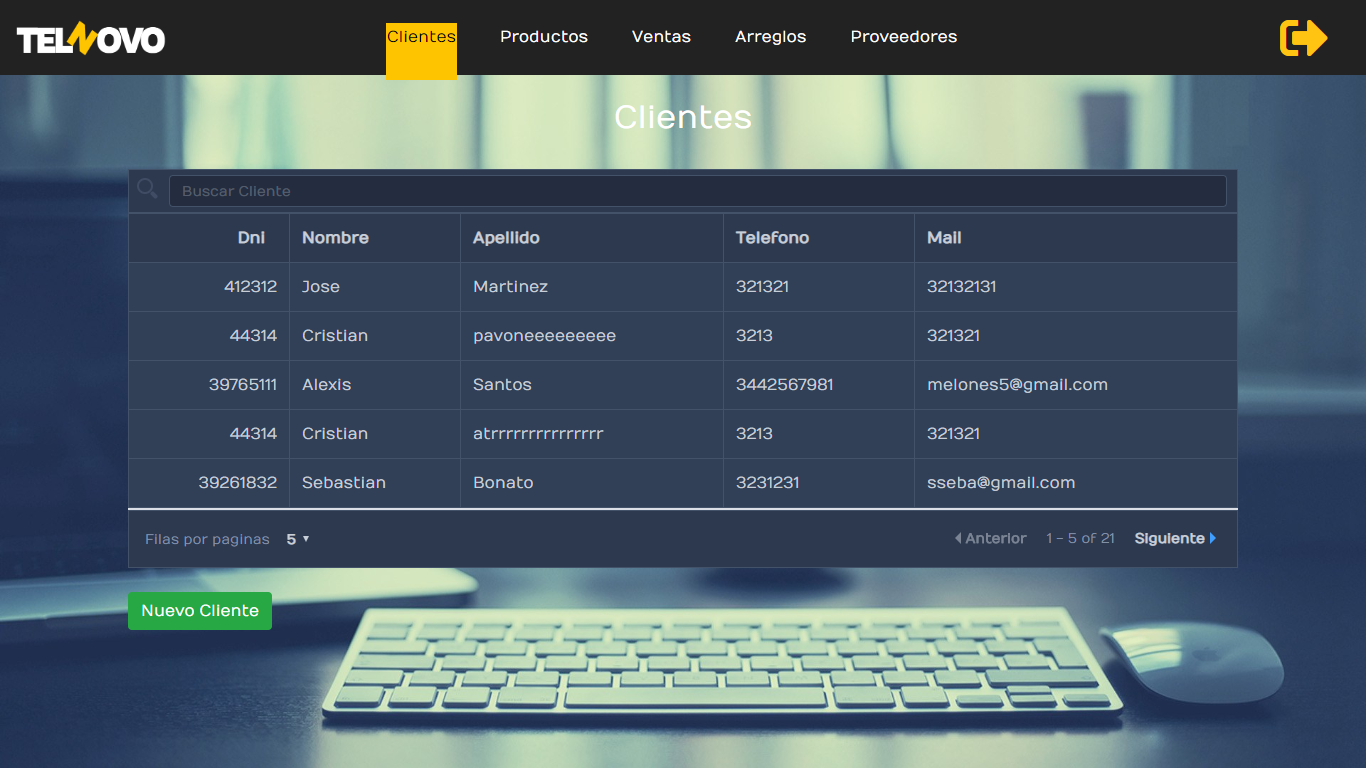 TELNOVO Clientes Productos Ventas Arreglos Proveedores
Clientes
Buscar Cliente
Dni Nombre Apellido Telefono Mail
412312 Jose Martinez 321321 32132131
44314 Cristian pavoneeeeeeeee 3213 321321
39765111 Alexis Santos 3442567981 melones5@gmail.com
44314 Cristian atrrrrrrrrrrrrrrr 3213 321321
39261832 Sebastian Bonato 3231231 sseba@gmail.com
Filas por paginas 5 Anterior 1 - 5 of 21 Siguiente
Nuevo Cliente